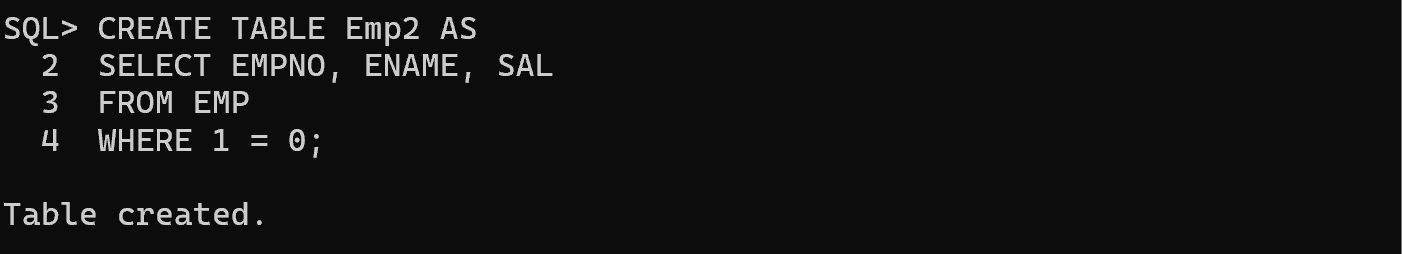 SQL> CREATE TABLE Emp2 AS
  2  SELECT EMPNO, ENAME, SAL
  3  FROM EMP
  4  WHERE 1 = 0;
Table created.